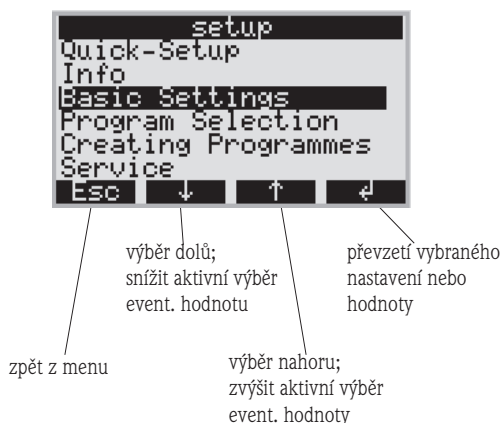 setup
Quick-Setup
Info
Basic Settings
Program Selection
Creating Programmes
Service
Esc ↓ ↑ ↲
výběr dolů;
snížit aktivní výběr
event. hodnotu
převzetí vybraného
nastavení nebo
hodnoty
zpět z menu
výběr nahoru;
zvýšit aktivní výběr
event. hodnoty